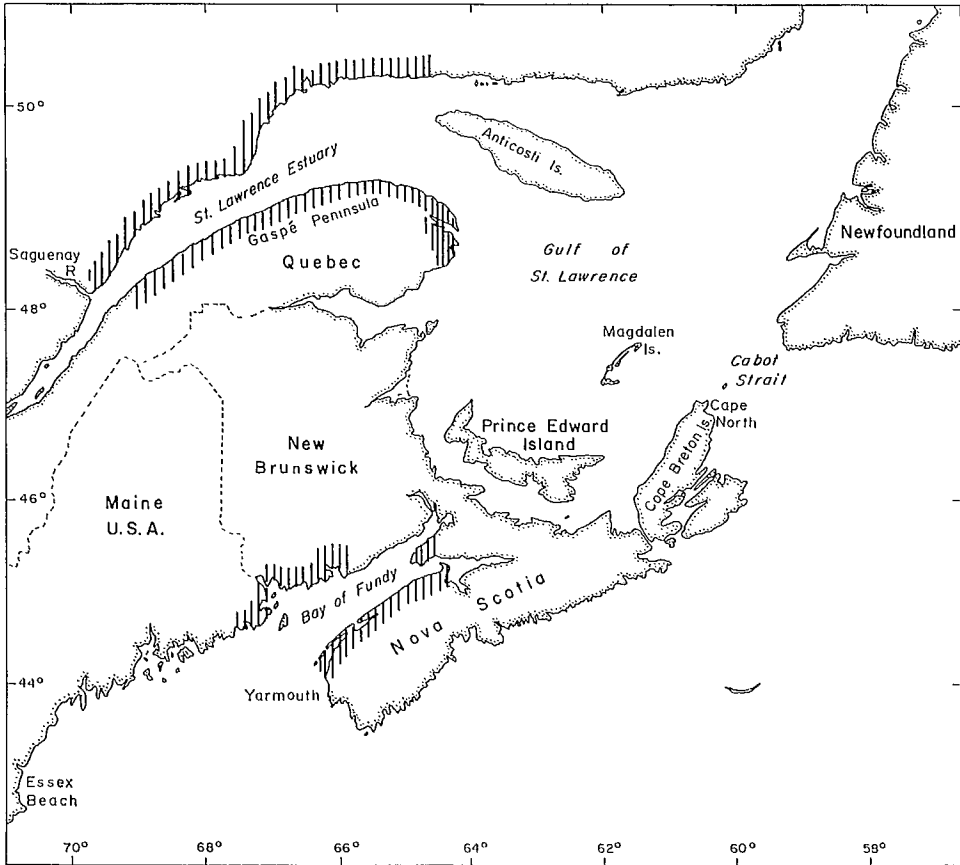 50°
Anticosti Is.
St. Lawrence Estuary
Gaspé Peninsula
Saguenay
R
Quebec
Gulf of
St. Lawrence
Newfoundland
48°
Magdalen
Is.
Cabot
Strait
Cape
North
Prince Edward
Island
Cape Breton Is.
New
Brunswick
46°
Maine
U.S.A.
Bay of Fundy
Nova Scotia
44°
Yarmouth
Essex
Beach
70°
68°
66°
64°
62°
60°
58°